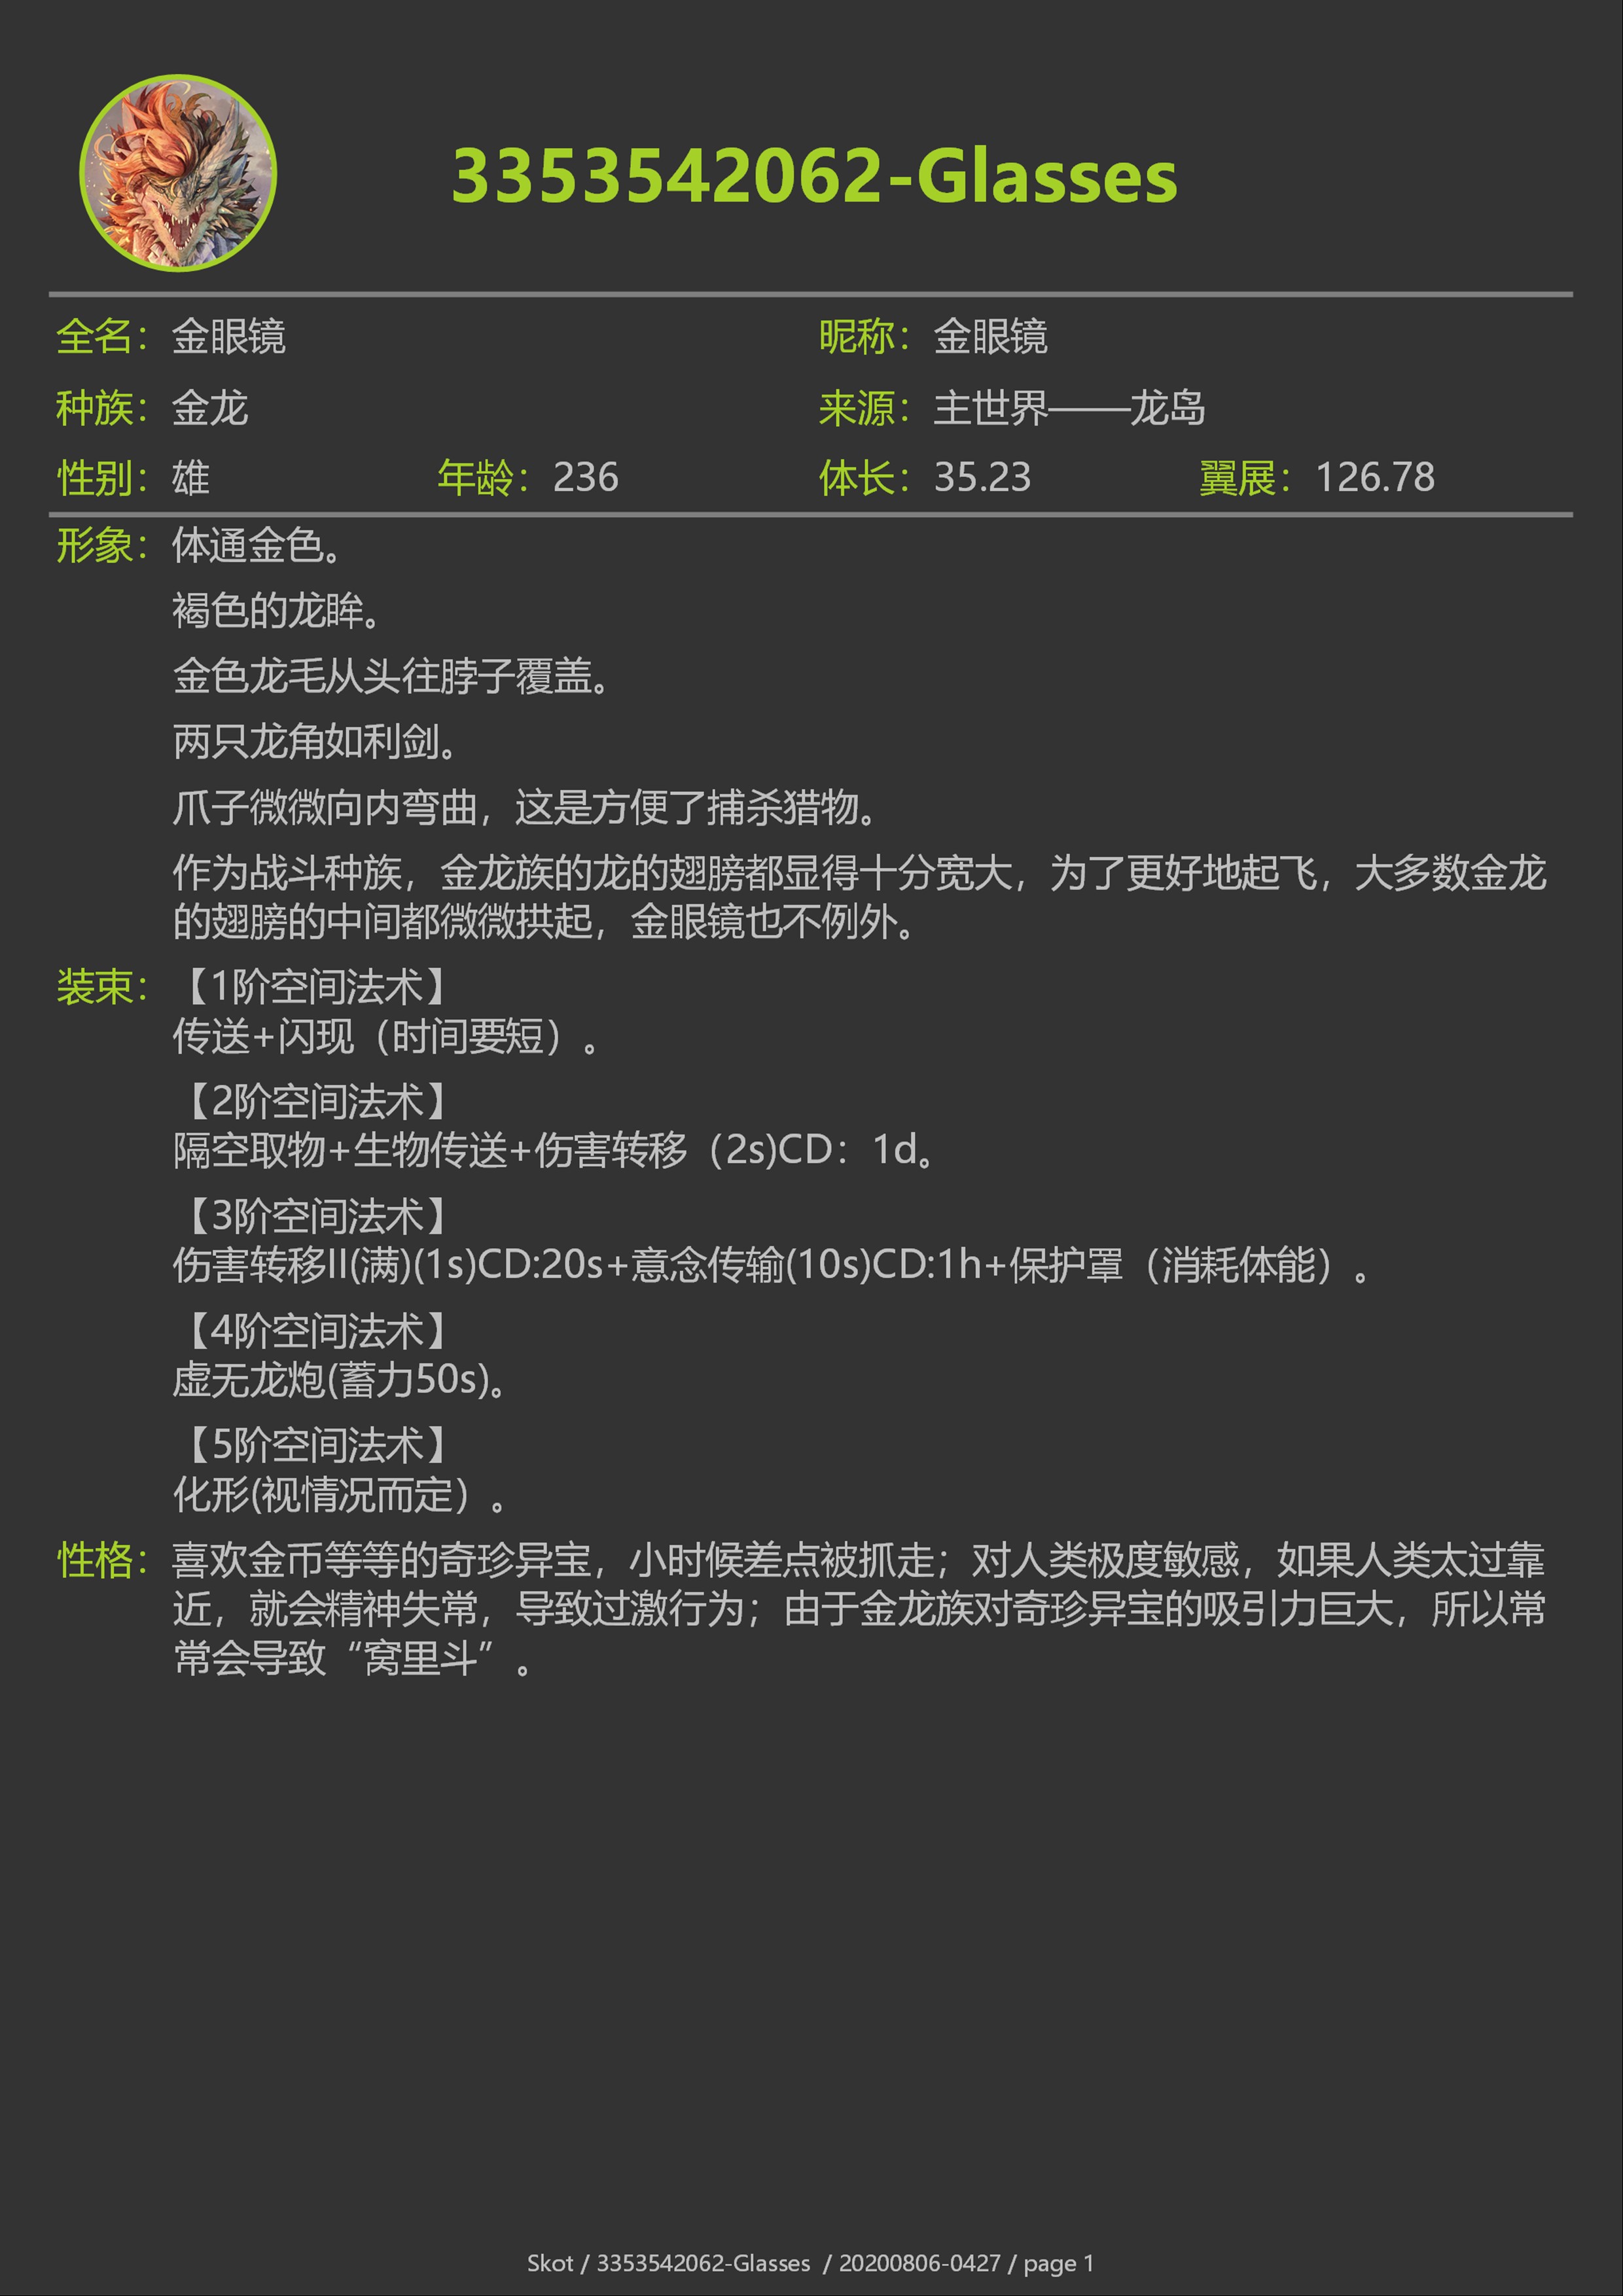 3353542062-Glasses
全名：金眼镜 昵称：金眼镜
种族：金龙 来源：主世界——龙岛
性别：雄 年龄：236 体长：35.23 翼展：126.78
形象：体通金色。
褐色的龙眸。
金色龙毛从头往脖子覆盖。
两只龙角如利剑。
爪子微微向内弯曲，这是方便了捕杀猎物。
作为战斗种族，金龙族的龙的翅膀都显得十分宽大，为了更好地起飞，大多数金龙
的翅膀的中间都微微拱起，金眼镜也不例外。
装束：【1阶空间法术】
传送+闪现（时间要短）。
【2阶空间法术】
隔空取物+生物传送+伤害转移（2s)CD：1d。
【3阶空间法术】
伤害转移II(满)(1s)CD:20s+意念传输(10s)CD:1h+保护罩（消耗体能）。
【4阶空间法术】
虚无龙炮(蓄力50s)。
【5阶空间法术】
化形(视情况而定）。
性格：喜欢金币等等的奇珍异宝，小时候差点被抓走；对人类极度敏感，如果人类太过靠
近，就会精神失常，导致过激行为；由于金龙族对奇珍异宝的吸引力巨大，所以常
常会导致“窝里斗”。
Skot / 3353542062-Glasses / 20200806-0427 / page 1